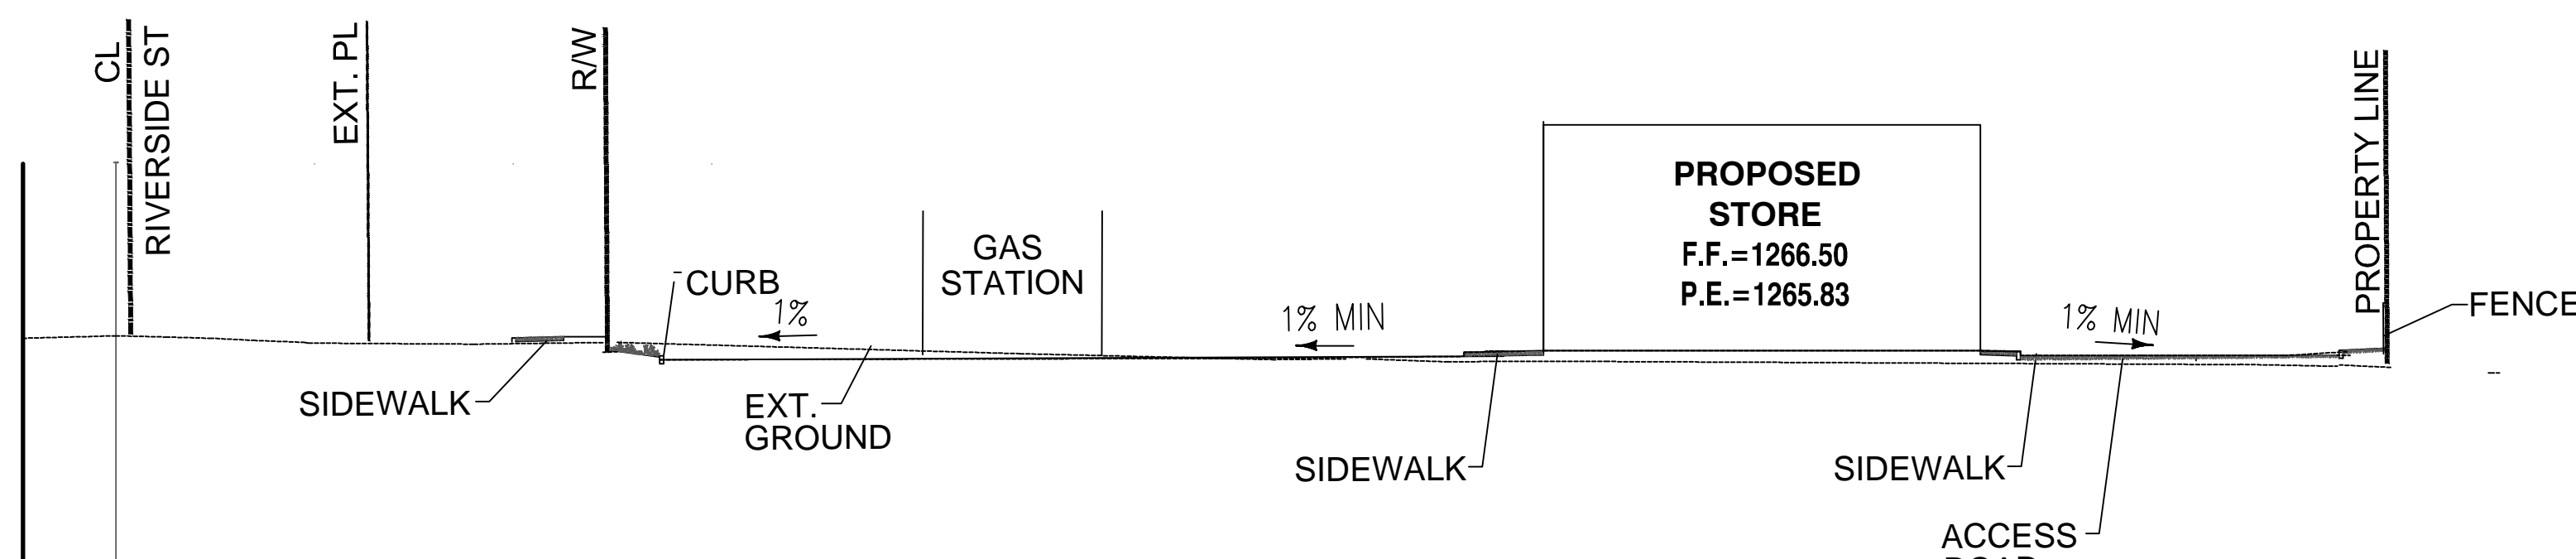 CL
RIVERSIDE ST
EXT. PL
R/W
CURB
1%
GAS
STATION
1% MIN
PROPOSED
STORE
F.F.=1266.50
P.E.=1265.83
1% MIN
PROPERTY LINE
FENCE
SIDEWALK
EXT.
GROUND
SIDEWALK
SIDEWALK
ACCESS
ROAD